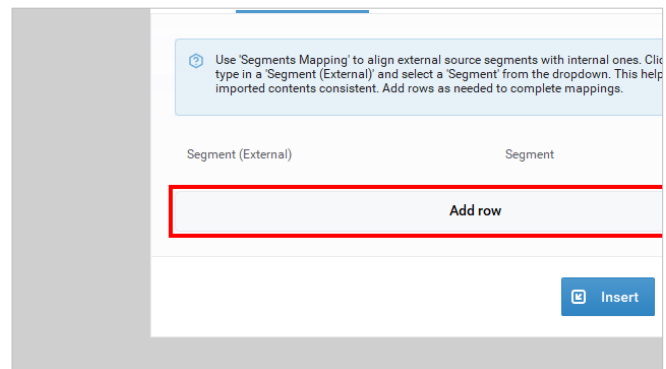 Use 'Segments Mapping' to align external source segments with internal ones.
type in a 'Segment (External)' and select a 'Segment' from the dropdown. This
imported contents consistent. Add rows as needed to complete mappings.
Segment (External) Segment
Add row
Insert